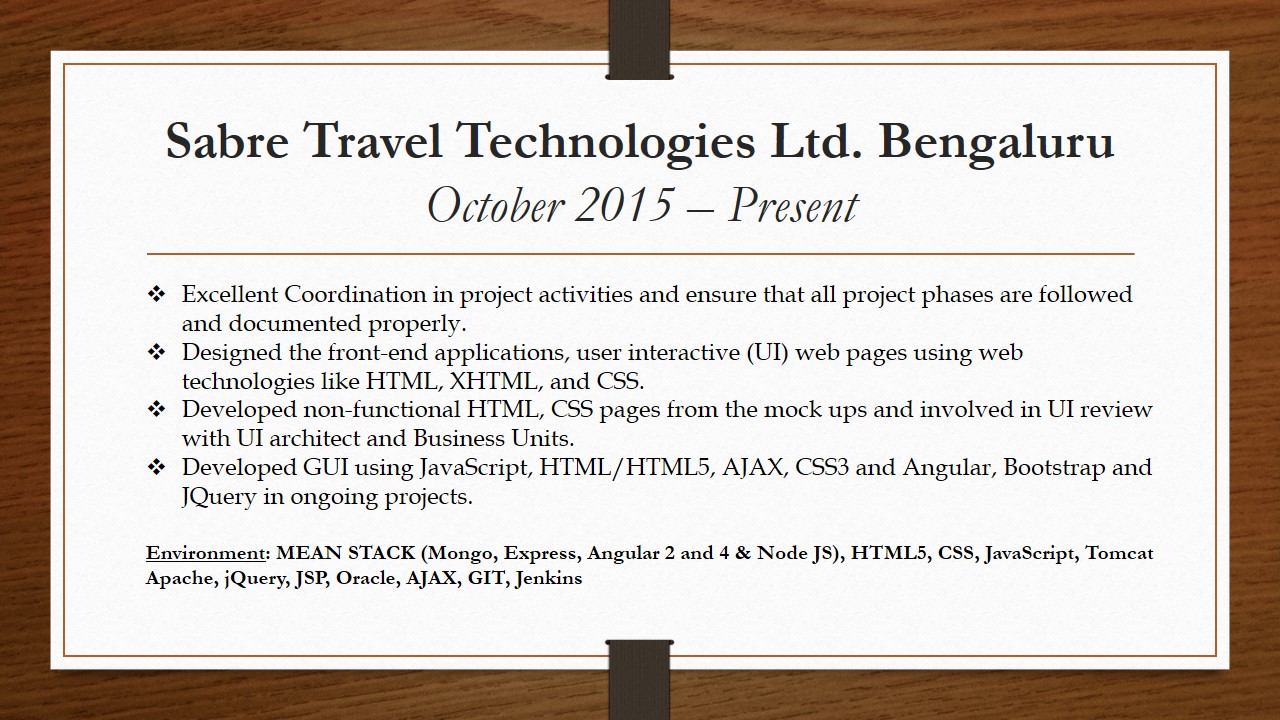 Sabre Travel Technologies Ltd. Bengaluru
October 2015 – Present
❖ Excellent Coordination in project activities and ensure that all project phases are followed
and documented properly.
❖ Designed the front-end applications, user interactive (UI) web pages using web
technologies like HTML, XHTML, and CSS.
❖ Developed non-functional HTML, CSS pages from the mock ups and involved in UI review
with UI architect and Business Units.
❖ Developed GUI using JavaScript, HTML/HTML5, AJAX, CSS3 and Angular, Bootstrap and
JQuery in ongoing projects.
Environment: MEAN STACK (Mongo, Express, Angular 2 and 4 & Node JS), HTML5, CSS, JavaScript, Tomcat
Apache, jQuery, JSP, Oracle, AJAX, GIT, Jenkins